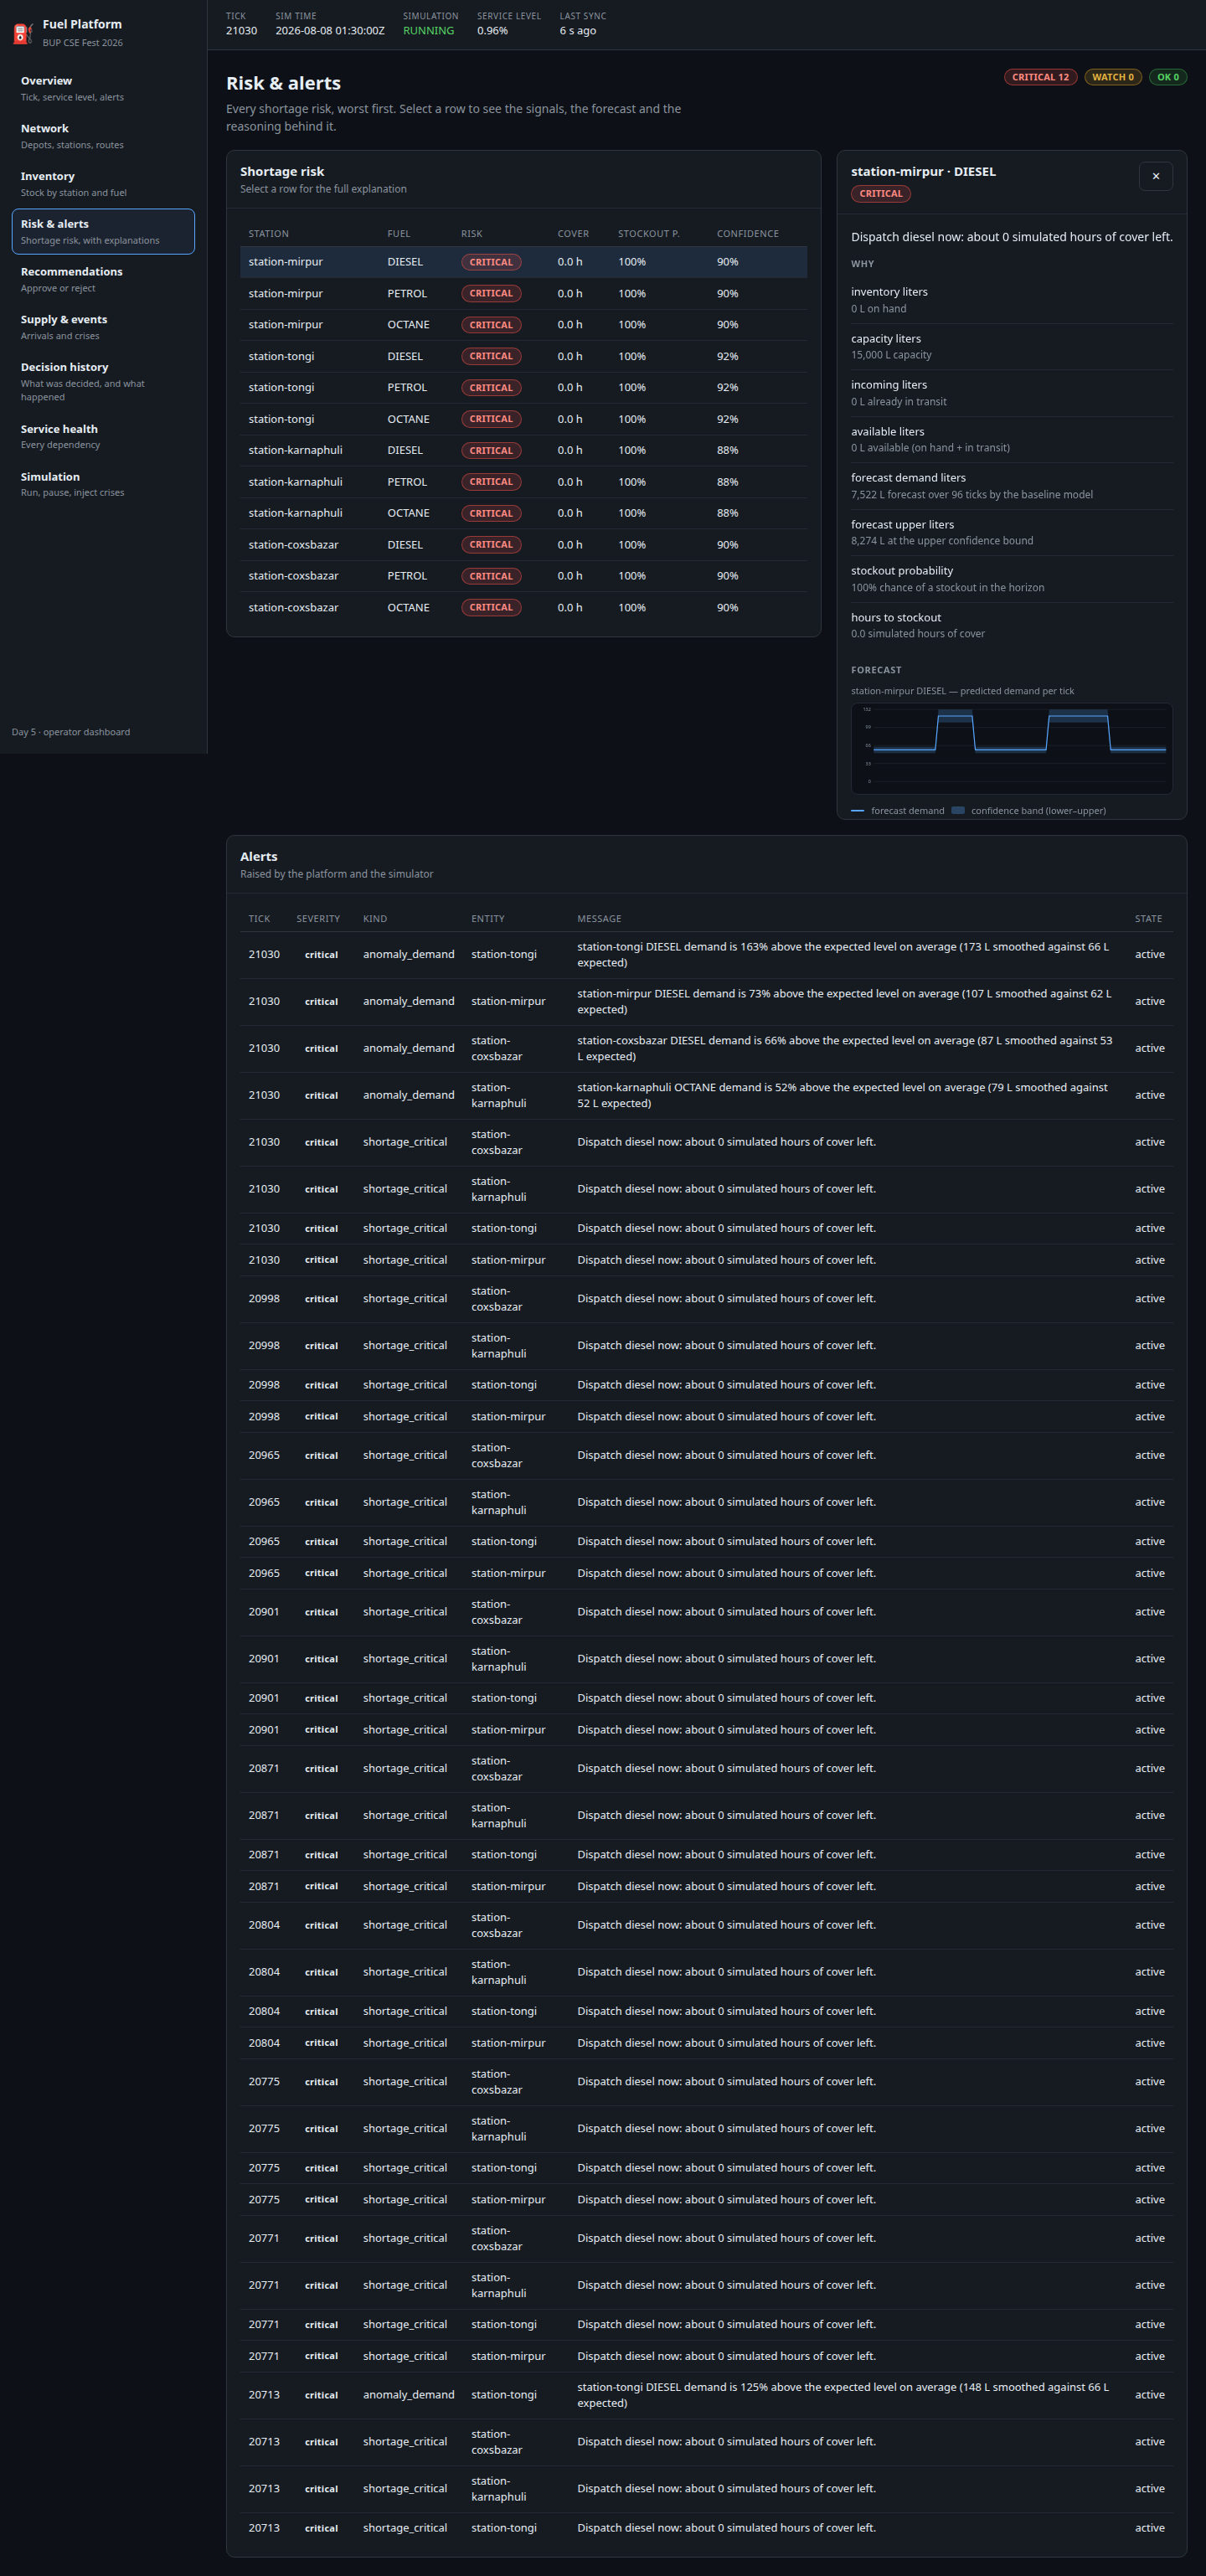 Fuel Platform
BUP CSE Fest 2026
Overview
Tick, service level, alerts
Network
Depots, stations, routes
Inventory
Stock by station and fuel
Risk & alerts
Shortage risk, with explanations
Recommendations
Approve or reject
Supply & events
Arrivals and crises
Decision history
What was decided, and what
happened
Service health
Every dependency
Simulation
Run, pause, inject crises
Day 5 · operator dashboard
TICK SIM TIME SIMULATION SERVICE LEVEL LAST SYNC
21030 2026-08-08 01:30:00Z RUNNING 0.96% 6 s ago
Risk & alerts
CRITICAL 12 WATCH 0 OK 0
Every shortage risk, worst first. Select a row to see the signals, the forecast and the
reasoning behind it.
Shortage risk
Select a row for the full explanation
STATION FUEL RISK COVER STOCKOUT P. CONFIDENCE
station-mirpur DIESEL CRITICAL 0.0 h 100% 90%
station-mirpur PETROL CRITICAL 0.0 h 100% 90%
station-mirpur OCTANE CRITICAL 0.0 h 100% 90%
station-tongi DIESEL CRITICAL 0.0 h 100% 92%
station-tongi PETROL CRITICAL 0.0 h 100% 92%
station-tongi OCTANE CRITICAL 0.0 h 100% 92%
station-karnaphuli DIESEL CRITICAL 0.0 h 100% 88%
station-karnaphuli PETROL CRITICAL 0.0 h 100% 88%
station-karnaphuli OCTANE CRITICAL 0.0 h 100% 88%
station-coxsbazar DIESEL CRITICAL 0.0 h 100% 90%
station-coxsbazar PETROL CRITICAL 0.0 h 100% 90%
station-coxsbazar OCTANE CRITICAL 0.0 h 100% 90%
station-mirpur · DIESEL
✕
CRITICAL
Dispatch diesel now: about 0 simulated hours of cover left.
WHY
inventory liters
0 L on hand
capacity liters
15,000 L capacity
incoming liters
0 L already in transit
available liters
0 L available (on hand + in transit)
forecast demand liters
7,522 L forecast over 96 ticks by the baseline model
forecast upper liters
8,274 L at the upper confidence bound
stockout probability
100% chance of a stockout in the horizon
hours to stockout
0.0 simulated hours of cover
FORECAST
station-mirpur DIESEL — predicted demand per tick
0
forecast demand confidence band (lower–upper)
Alerts
Raised by the platform and the simulator
TICK SEVERITY KIND ENTITY MESSAGE STATE
21030 critical anomaly_demand station-tongi station-tongi DIESEL demand is 163% above the expected level on average (173 L smoothed against 66 L
expected) active
21030 critical anomaly_demand station-mirpur station-mirpur DIESEL demand is 73% above the expected level on average (107 L smoothed against 62 L
expected) active
21030 critical anomaly_demand station-
coxsbazar station-coxsbazar DIESEL demand is 66% above the expected level on average (87 L smoothed against 53
L expected) active
21030 critical anomaly_demand station-
karnaphuli station-karnaphuli OCTANE demand is 52% above the expected level on average (79 L smoothed against
52 L expected) active
21030 critical shortage_critical station-
coxsbazar Dispatch diesel now: about 0 simulated hours of cover left. active
21030 critical shortage_critical station-
karnaphuli Dispatch diesel now: about 0 simulated hours of cover left. active
21030 critical shortage_critical station-tongi Dispatch diesel now: about 0 simulated hours of cover left. active
21030 critical shortage_critical station-mirpur Dispatch diesel now: about 0 simulated hours of cover left. active
20998 critical shortage_critical station-
coxsbazar Dispatch diesel now: about 0 simulated hours of cover left. active
20998 critical shortage_critical station-
karnaphuli Dispatch diesel now: about 0 simulated hours of cover left. active
20998 critical shortage_critical station-tongi Dispatch diesel now: about 0 simulated hours of cover left. active
20998 critical shortage_critical station-mirpur Dispatch diesel now: about 0 simulated hours of cover left. active
20965 critical shortage_critical station-
coxsbazar Dispatch diesel now: about 0 simulated hours of cover left. active
20965 critical shortage_critical station-
karnaphuli Dispatch diesel now: about 0 simulated hours of cover left. active
20965 critical shortage_critical station-tongi Dispatch diesel now: about 0 simulated hours of cover left. active
20965 critical shortage_critical station-mirpur Dispatch diesel now: about 0 simulated hours of cover left. active
20901 critical shortage_critical station-
coxsbazar Dispatch diesel now: about 0 simulated hours of cover left. active
20901 critical shortage_critical station-
karnaphuli Dispatch diesel now: about 0 simulated hours of cover left. active
20901 critical shortage_critical station-tongi Dispatch diesel now: about 0 simulated hours of cover left. active
20901 critical shortage_critical station-mirpur Dispatch diesel now: about 0 simulated hours of cover left. active
20871 critical shortage_critical station-
coxsbazar Dispatch diesel now: about 0 simulated hours of cover left. active
20871 critical shortage_critical station-
karnaphuli Dispatch diesel now: about 0 simulated hours of cover left. active
20871 critical shortage_critical station-tongi Dispatch diesel now: about 0 simulated hours of cover left. active
20871 critical shortage_critical station-mirpur Dispatch diesel now: about 0 simulated hours of cover left. active
20804 critical shortage_critical station-
coxsbazar Dispatch diesel now: about 0 simulated hours of cover left. active
20804 critical shortage_critical station-
karnaphuli Dispatch diesel now: about 0 simulated hours of cover left. active
20804 critical shortage_critical station-tongi Dispatch diesel now: about 0 simulated hours of cover left. active
20804 critical shortage_critical station-mirpur Dispatch diesel now: about 0 simulated hours of cover left. active
20775 critical shortage_critical station-
coxsbazar Dispatch diesel now: about 0 simulated hours of cover left. active
20775 critical shortage_critical station-
karnaphuli Dispatch diesel now: about 0 simulated hours of cover left. active
20775 critical shortage_critical station-tongi Dispatch diesel now: about 0 simulated hours of cover left. active
20775 critical shortage_critical station-mirpur Dispatch diesel now: about 0 simulated hours of cover left. active
20771 critical shortage_critical station-
coxsbazar Dispatch diesel now: about 0 simulated hours of cover left. active
20771 critical shortage_critical station-
karnaphuli Dispatch diesel now: about 0 simulated hours of cover left. active
20771 critical shortage_critical station-tongi Dispatch diesel now: about 0 simulated hours of cover left. active
20771 critical shortage_critical station-mirpur Dispatch diesel now: about 0 simulated hours of cover left. active
20713 critical anomaly_demand station-tongi station-tongi DIESEL demand is 125% above the expected level on average (148 L smoothed against 66 L
expected) active
20713 critical shortage_critical station-
coxsbazar Dispatch diesel now: about 0 simulated hours of cover left. active
20713 critical shortage_critical station-
karnaphuli Dispatch diesel now: about 0 simulated hours of cover left. active
20713 critical shortage_critical station-tongi Dispatch diesel now: about 0 simulated hours of cover left. active